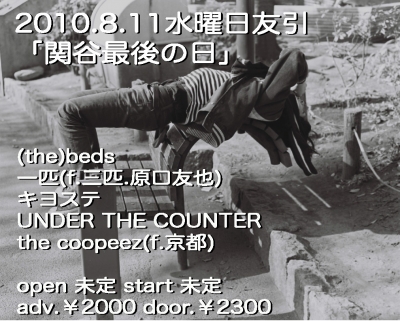 2010.8.11水曜日友引
「関谷最後の日」
(the)beds
一匹(f.三匹.原口友也)
キヨステ
UNDER THE COUNTER
the coopeez(f.京都)
open 未定 start 未定
adv.￥2000 door.￥2300